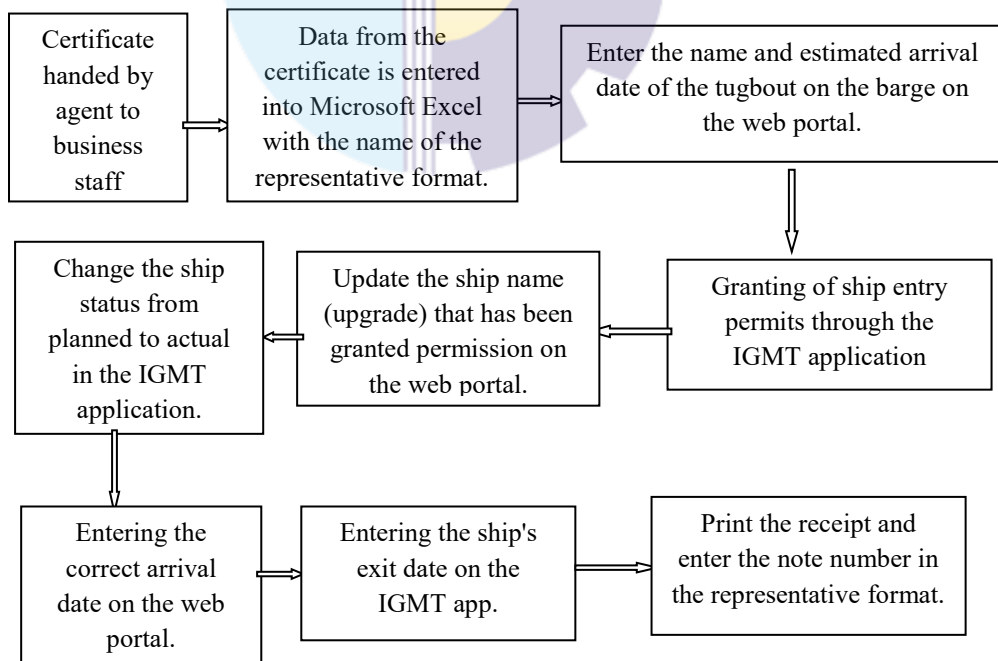 Certificate
handed by
agent to
business
staff
Data from the
certificate is entered
into Microsoft Excel
with the name of the
representative format.
Enter the name and estimated arrival
date of the tugbout on the barge on
the web portal.
Granting of ship entry
permits through the
IGMT application
Update the ship name
(upgrade) that has been
granted permission on
the web portal.
Change the ship
status from
planned to actual
in the IGMT
application.
Entering the
correct arrival
date on the web
portal.
Entering the ship's
exit date on the
IGMT app.
Print the receipt and
enter the note number in
the representative format.